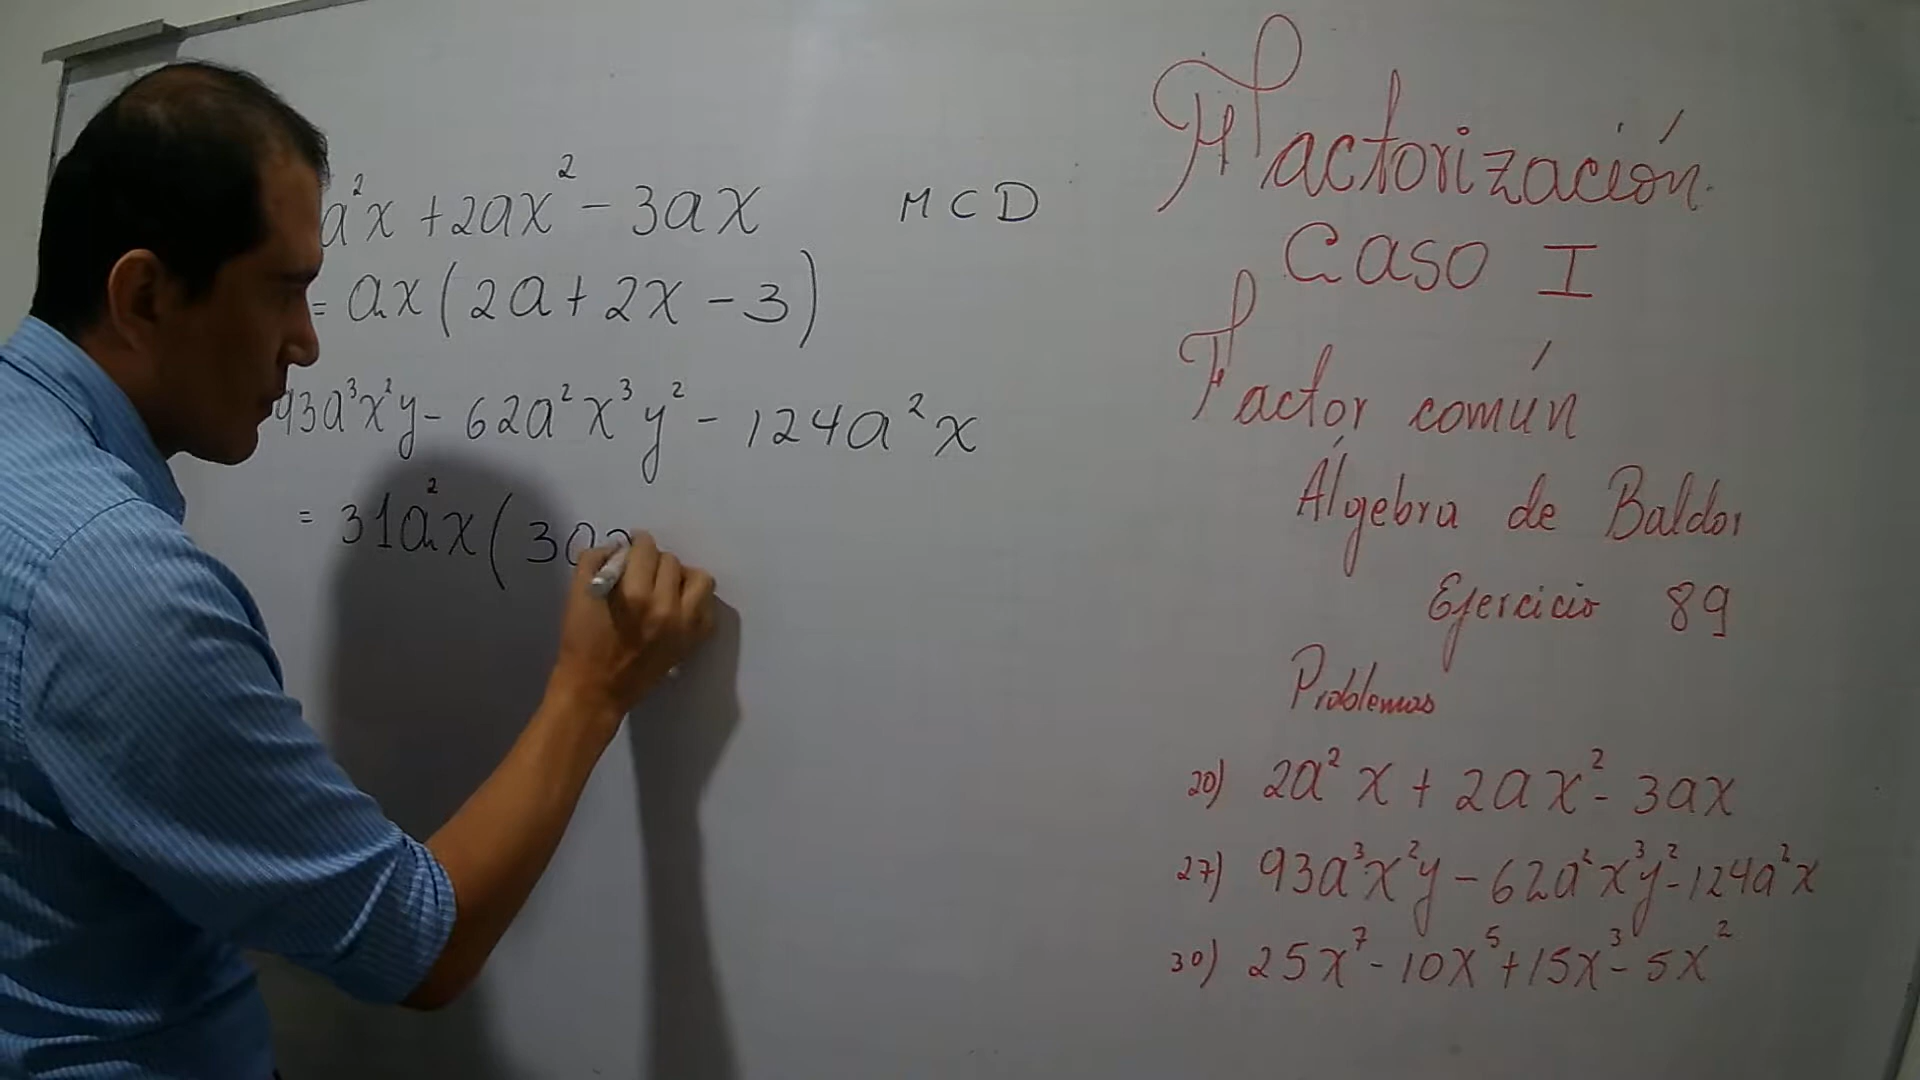 a²x + 2ax² - 3ax
MCD
= ax(2a + 2x - 3)
93a³x²y - 62a²x³y² - 124a²x
= 31a²x(3a
Factorización
Caso I
Factor común
Álgebra de Baldor
Ejercicio 89
Problemas
20) 2a²x + 2ax² - 3ax
27) 93a³x²y - 62a²x³y² - 124a²x
30) 25x⁷ - 10x⁵ + 15x³ - 5x²